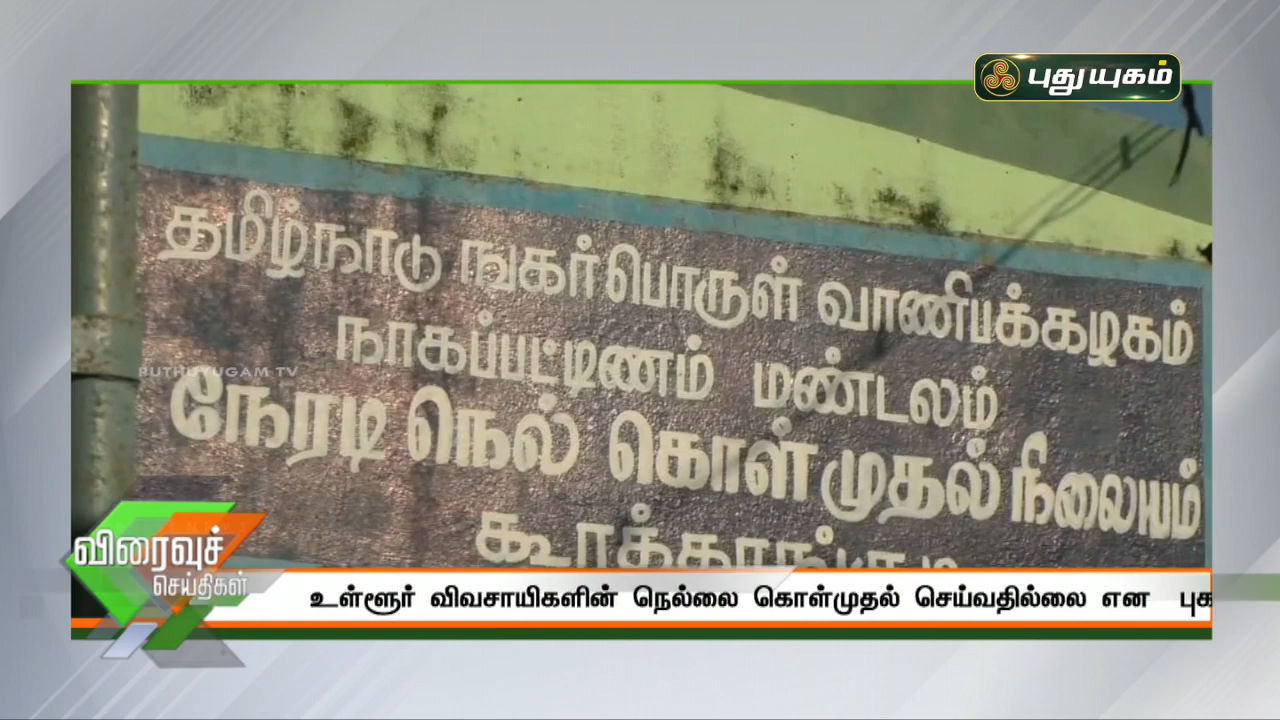 புதுயுகம்
தமிழ்நாடு நுகர்பொருள் வாணிபக்கழகம்
நாகப்பட்டிணம் மண்டலம்
PUTHUYUGAM TV
நேரடி நெல் கொள்முதல் நிலையம்
விரைவுச்
செய்திகள்
உள்ளூர் விவசாயிகளின் நெல்லை கொள்முதல் செய்வதில்லை என